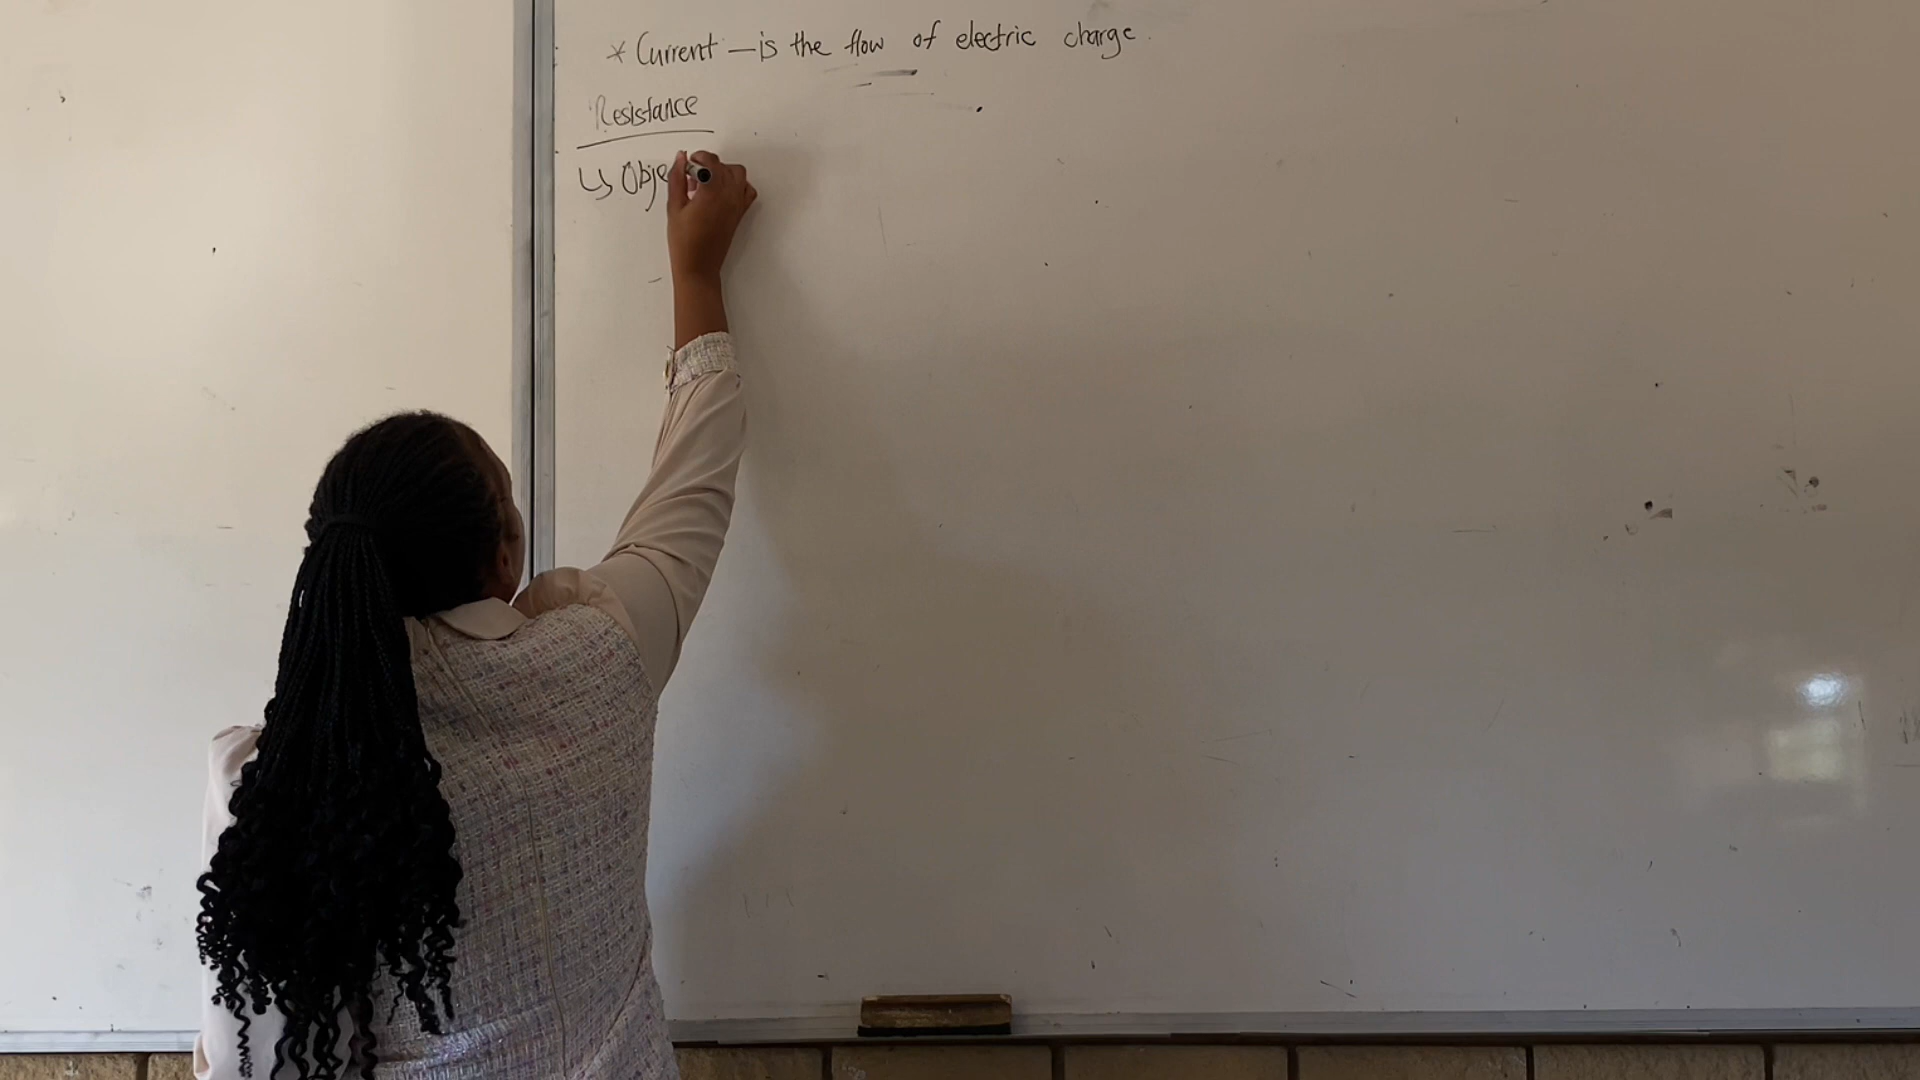 * Current – is the flow of electric charge.
Resistance
↳ Obje